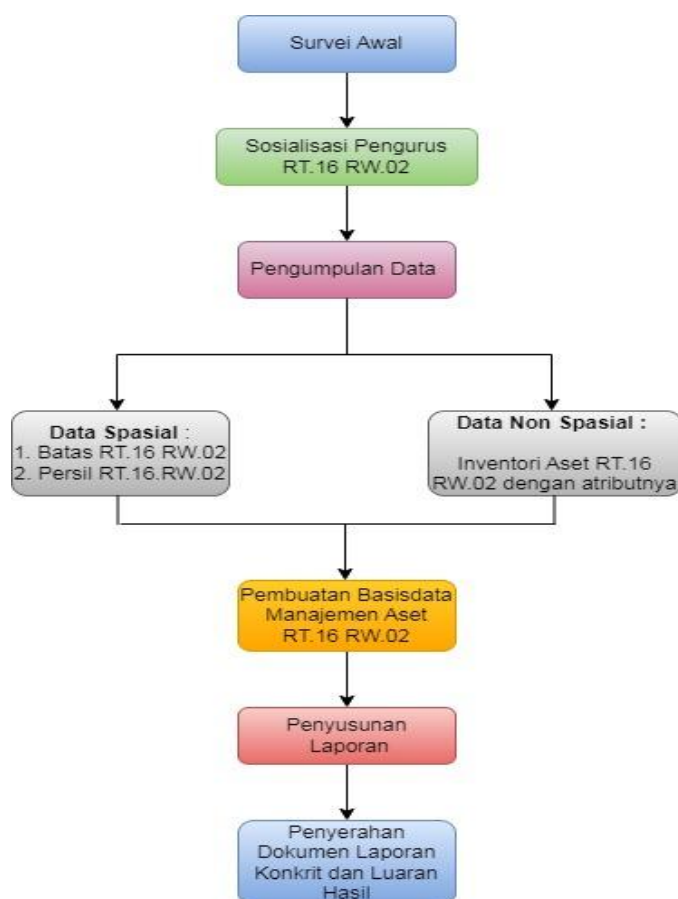 Survei Awal
Sosialisasi Pengurus
RT.16 RW.02
Pengumpulan Data
Data Spasial :
1. Batas RT.16 RW.02
2. Persil RT.16.RW.02
Data Non Spasial :
Inventori Aset RT.16
RW.02 dengan atributnya
Pembuatan Basisdata
Manajemen Aset
RT.16 RW.02
Penyusunan
Laporan
Penyerahan
Dokumen Laporan
Konkrit dan Luaran
Hasil